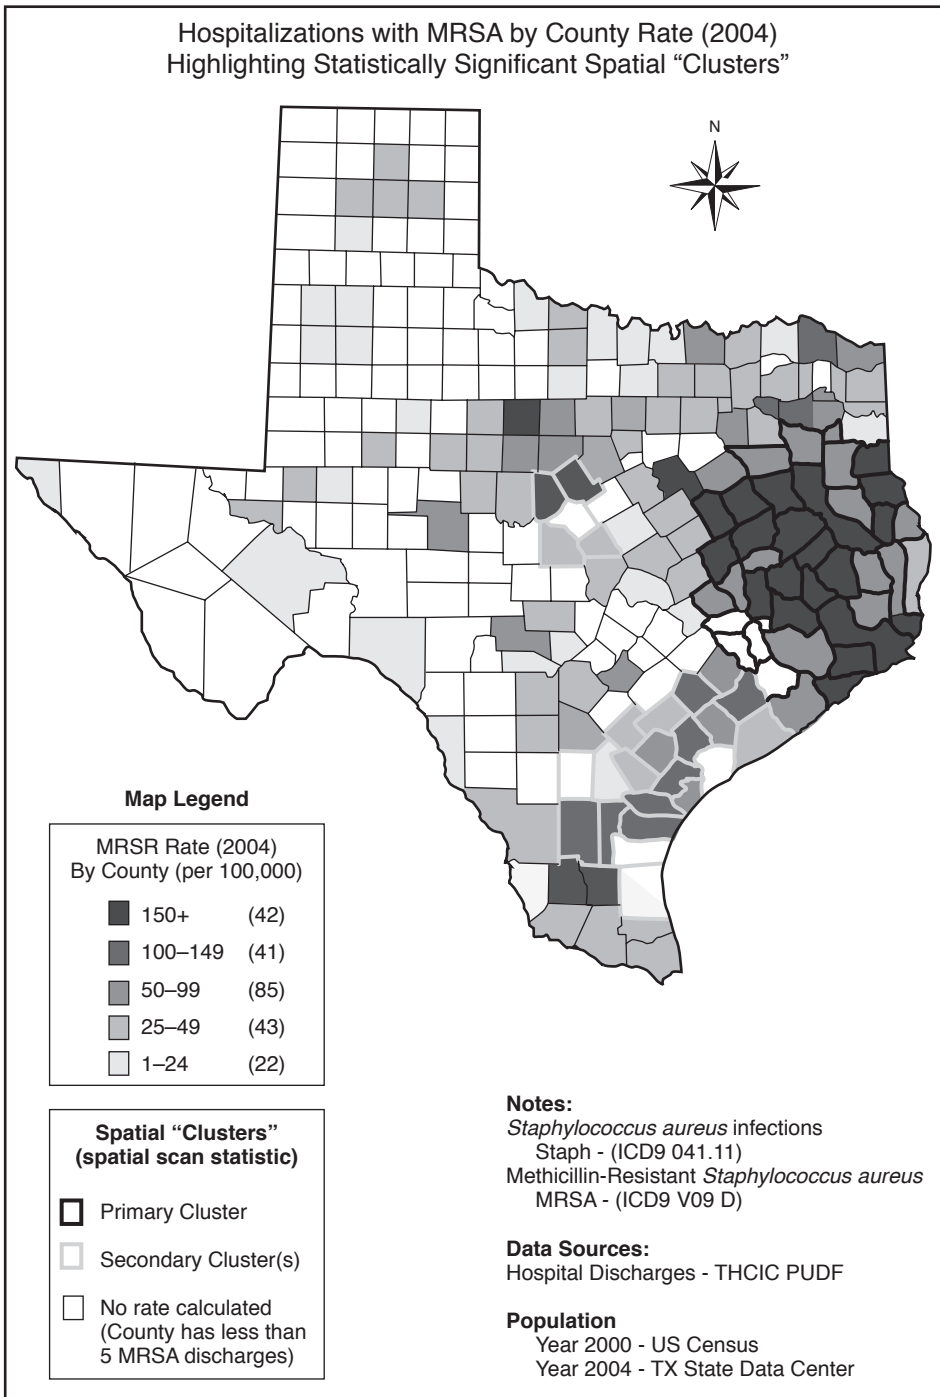 Hospitalizations with MRSA by County Rate (2004)
Highlighting Statistically Significant Spatial “Clusters”
N
Map Legend
MRSR Rate (2004)
By County (per 100,000)
150+ (42)
100–149 (41)
50–99 (85)
25–49 (43)
1–24 (22)
Spatial “Clusters”
(spatial scan statistic)
Primary Cluster
Secondary Cluster(s)
No rate calculated
(County has less than
5 MRSA discharges)
Notes:
Staphylococcus aureus infections
Staph - (ICD9 041.11)
Methicillin-Resistant Staphylococcus aureus
MRSA - (ICD9 V09 D)
Data Sources:
Hospital Discharges - THCIC PUDF
Population
Year 2000 - US Census
Year 2004 - TX State Data Center